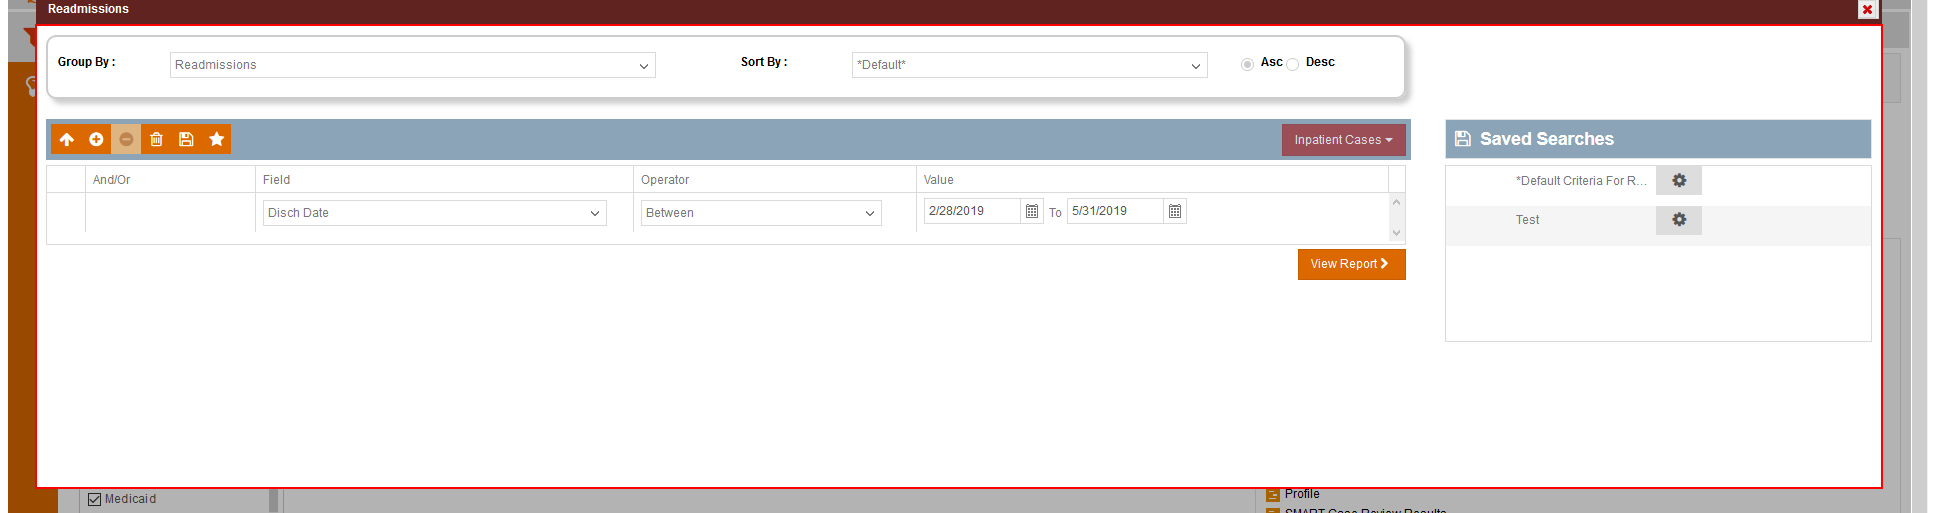 Readmissions
Group By : Readmissions Sort By : *Default* Asc Desc
Inpatient Cases
Saved Searches
And/Or Field Operator Value
Disch Date Between 2/28/2019 To 5/31/2019
*Default Criteria For R...
Test
View Report
Medicaid
Profile
SMART Case Review Results